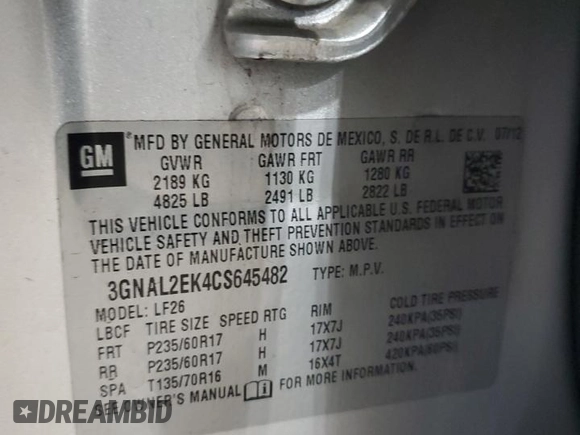 GM
MFD BY GENERAL MOTORS DE MEXICO, S. DE R.L. DE C.V. 07/12
GVWR GAWR FRT GAWR RR
2189 KG 1130 KG 1280 KG
4825 LB 2491 LB 2822 LB
THIS VEHICLE CONFORMS TO ALL APPLICABLE U.S. FEDERAL MOTOR
VEHICLE SAFETY AND THEFT PREVENTION STANDARDS IN EFFECT ON
THE DATE OF MANUFACTURE SHOWN ABOVE.
3GNAL2EK4CS645482 TYPE: M.P.V.
MODEL: LF26
LBCF TIRE SIZE SPEED RTG RIM COLD TIRE PRESSURE
FRT P235/60R17 H 17X7J 240KPA(35PSI)
RR P235/60R17 H 17X7J 240KPA(35PSI)
SPA T135/70R16 M 16X4T 420KPA(60PSI)
SEE OWNER'S MANUAL FOR MORE INFORMATION.
DREAMBID